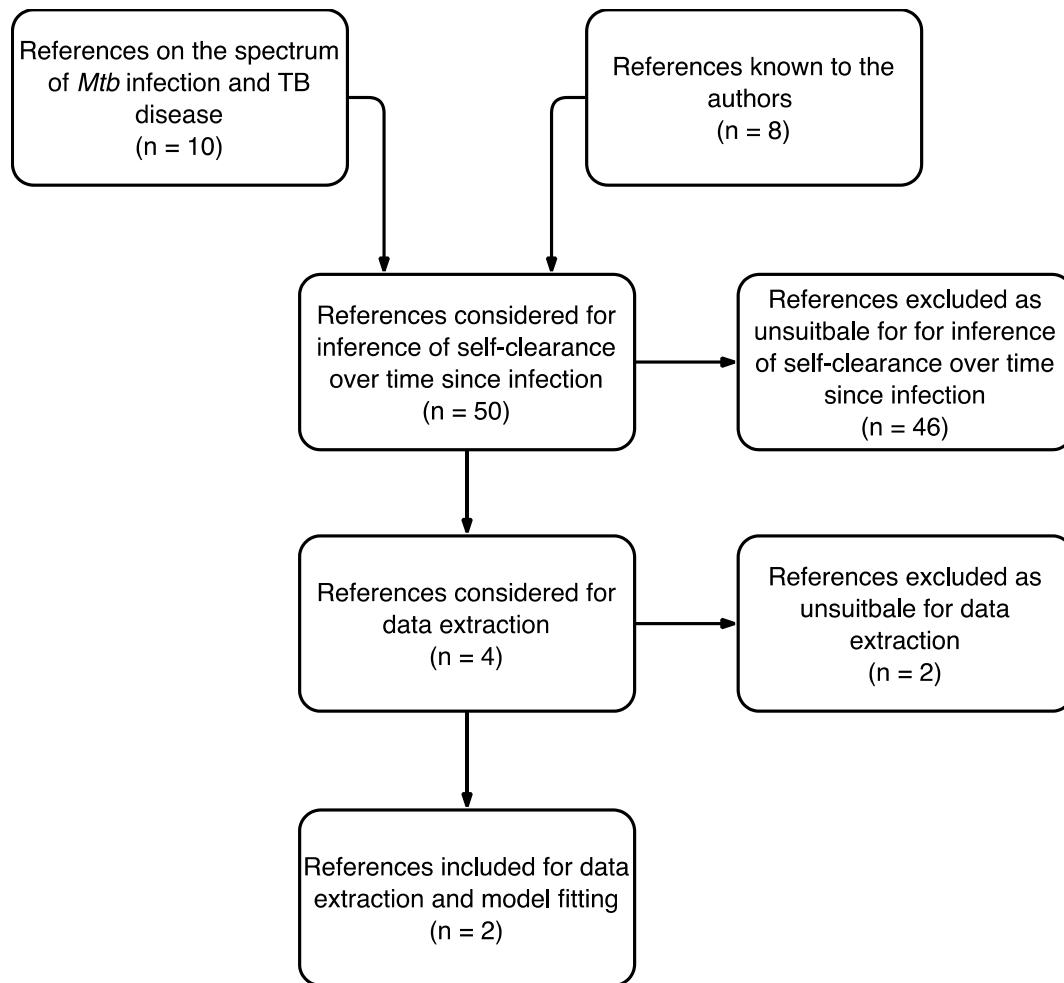 References on the spectrum
of Mtb infection and TB
disease
(n = 10)
References known to the
authors
(n = 8)
References considered for
inference of self-clearance
over time since infection
(n = 50)
References excluded as
unsuitbale for for inference
of self-clearance over time
since infection
(n = 46)
References considered for
data extraction
(n = 4)
References excluded as
unsuitbale for data
extraction
(n = 2)
References included for data
extraction and model fitting
(n = 2)